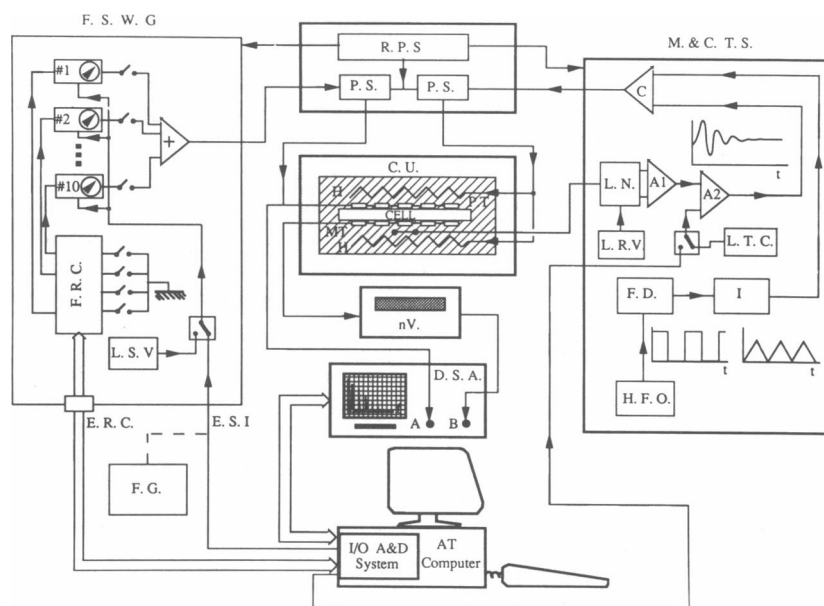 F. S. W. G
#1
#2
#10
+
F. R. C.
L. S. V
E. R. C.
E. S. I
F. G.
R. P. S
P. S.
P. S.
C. U.
H
P T
CELL
MT
H
nV.
D. S. A.
A
B
I/O A&D
System
AT
Computer
M. & C. T. S.
C
t
L. N.
A1
A2
L. R. V.
L. T. C.
F. D.
I
t
t
H. F. O.